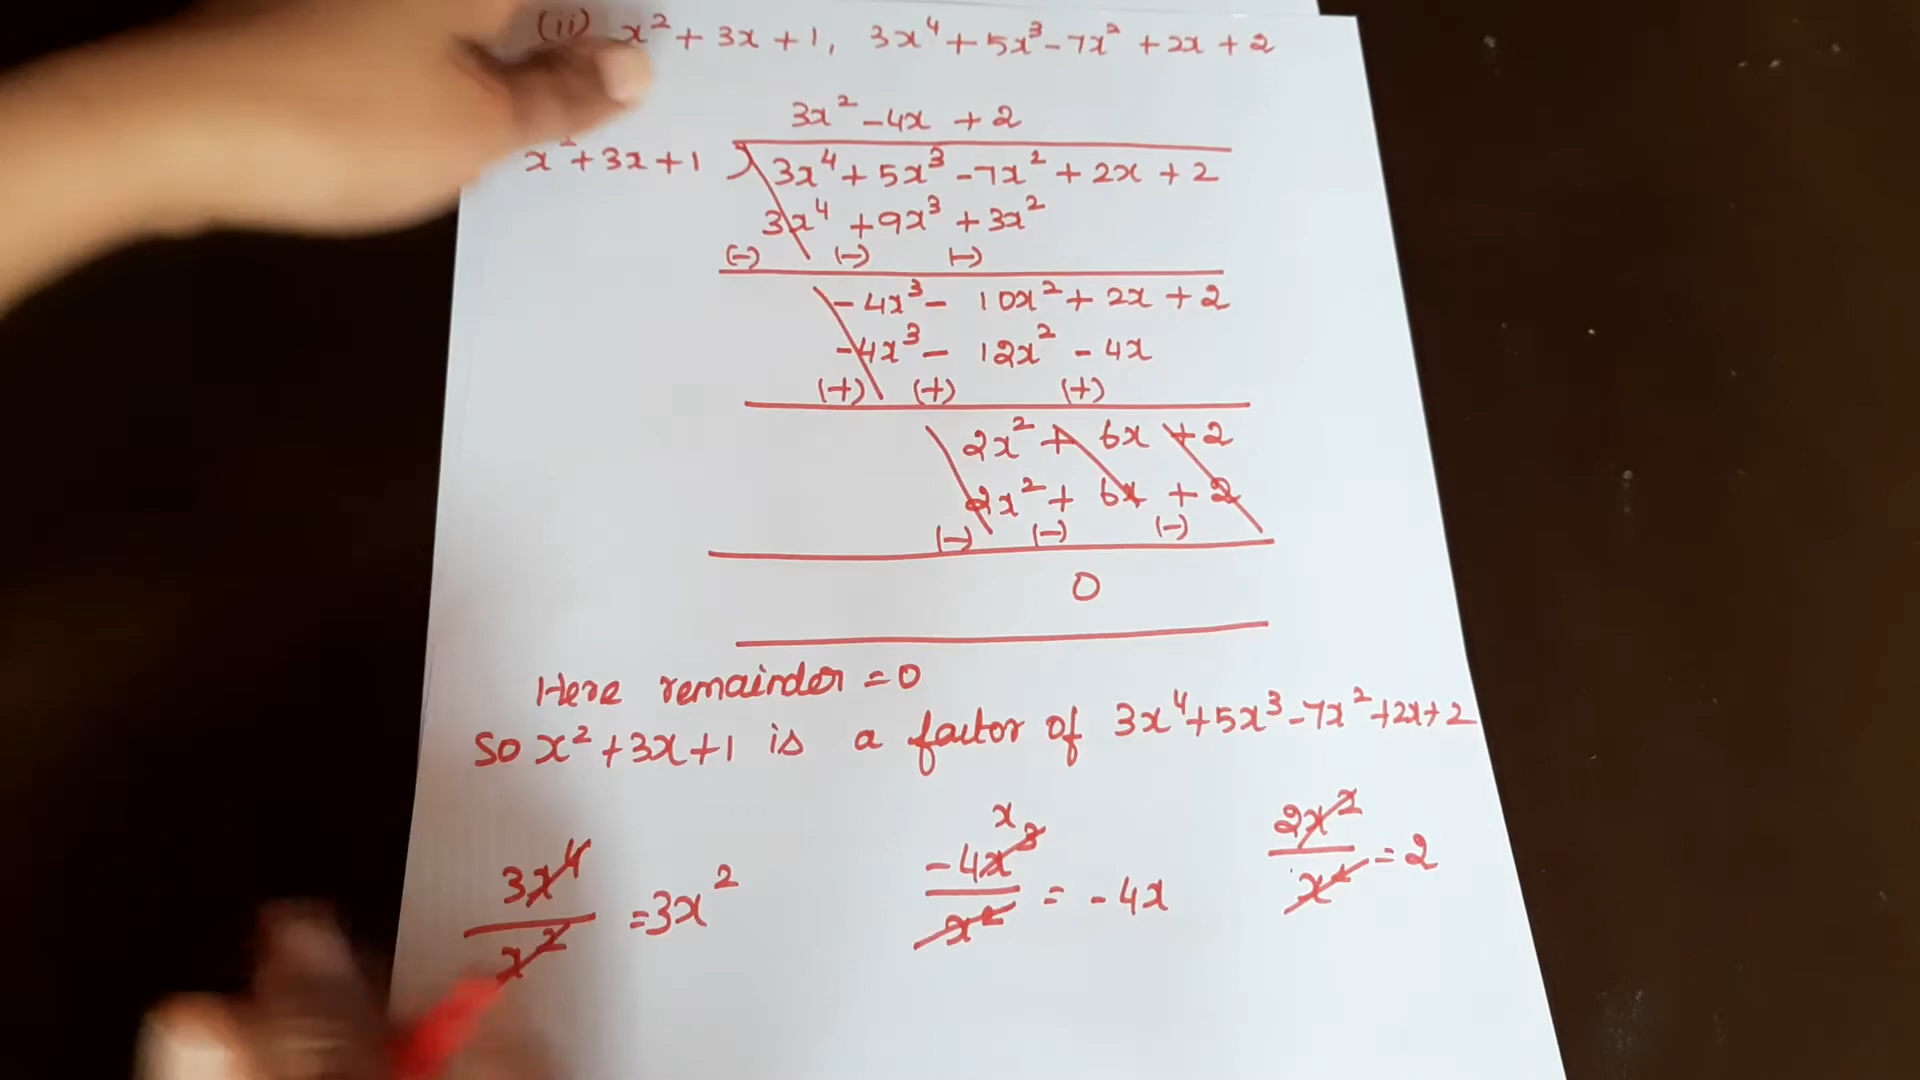 (ii) x² + 3x + 1, 3x⁴ + 5x³ - 7x² + 2x + 2
3x² - 4x + 2
x² + 3x + 1 ) 3x⁴ + 5x³ - 7x² + 2x + 2
3x⁴ + 9x³ + 3x²
(-) (-) (-)
- 4x³ - 10x² + 2x + 2
- 4x³ - 12x² - 4x
(+) (+) (+)
2x² + 6x + 2
2x² + 6x + 2
(-) (-) (-)
0
Here remainder = 0
So x² + 3x + 1 is a factor of 3x⁴ + 5x³ - 7x² + 2x + 2
3x⁴/x² = 3x² x -4x³/x² = -4x 2x²/x² = 2